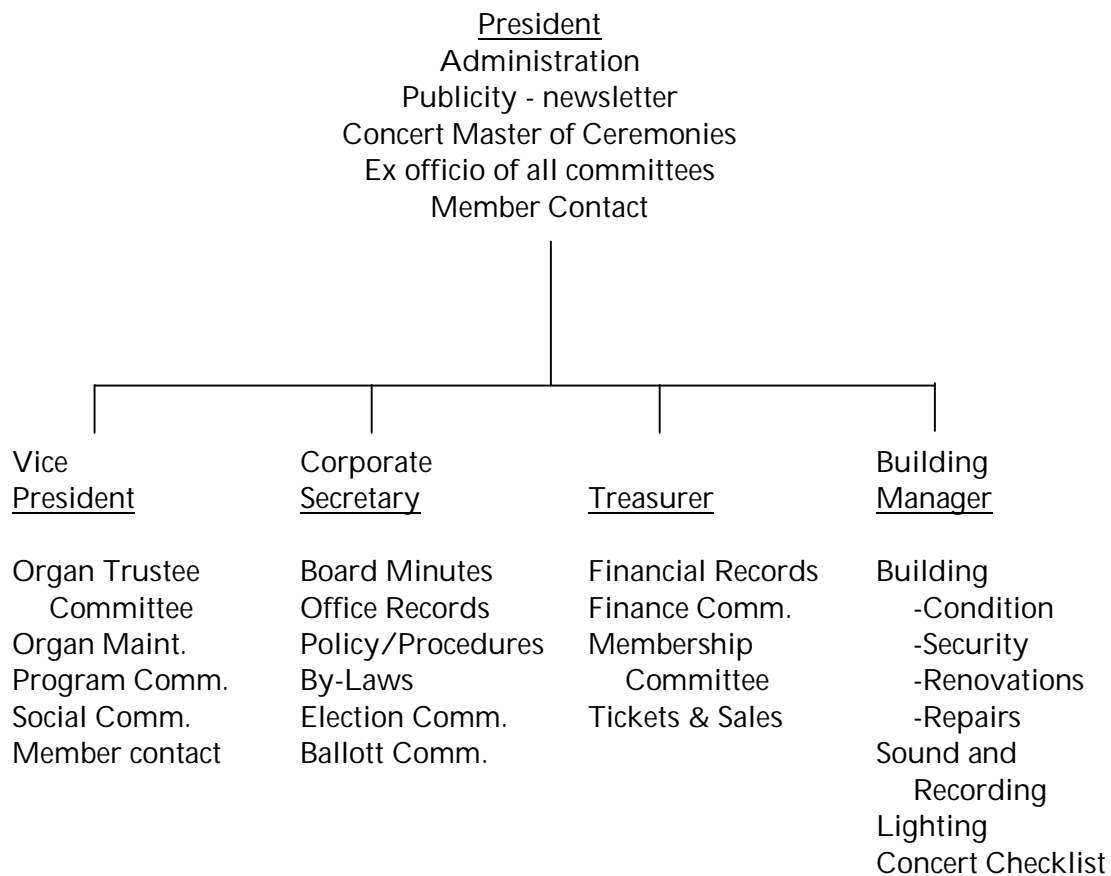 President
Administration
Publicity - newsletter
Concert Master of Ceremonies
Ex officio of all committees
Member Contact
Vice
President
Organ Trustee
Committee
Organ Maint.
Program Comm.
Social Comm.
Member contact
Corporate
Secretary
Board Minutes
Office Records
Policy/Procedures
By-Laws
Election Comm.
Ballott Comm.
Treasurer
Financial Records
Finance Comm.
Membership
Committee
Tickets & Sales
Building
Manager
Building
-Condition
-Security
-Renovations
-Repairs
Sound and
Recording
Lighting
Concert Checklist